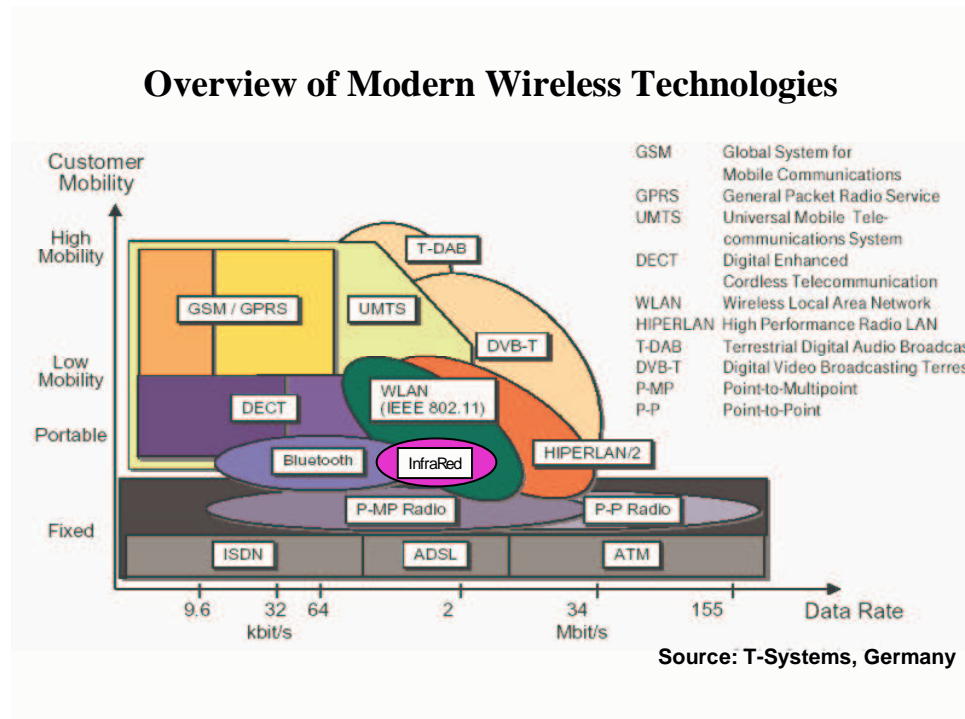 Overview of Modern Wireless Technologies
Customer
Mobility
High
Mobility
Low
Mobility
Portable
Fixed
T-DAB
GSM / GPRS
UMTS
DVB-T
WLAN
(IEEE 802.11)
DECT
HIPERLAN/2
Bluetooth
InfraRed
P-MP Radio
P-P Radio
ISDN
ADSL
ATM
9.6 32 64 2 34 155
kbit/s Mbit/s
Data Rate
GSM Global System for
Mobile Communications
GPRS General Packet Radio Service
UMTS Universal Mobile Tele-
communications System
DECT Digital Enhanced
Cordless Telecommunication
WLAN Wireless Local Area Network
HIPERLAN High Performance Radio LAN
T-DAB Terrestrial Digital Audio Broadcas
DVB-T Digital Video Broadcasting Terres
P-MP Point-to-Multipoint
P-P Point-to-Point
Source: T-Systems, Germany